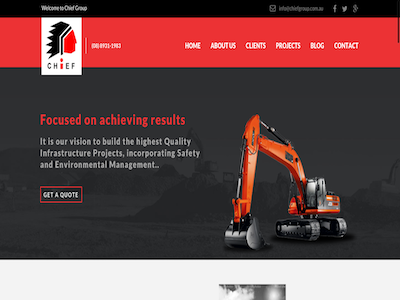 Welcome to Chief Group
info@chiefgroup.com.au
CHIEF
(08) 8931-1983
HOME ABOUT US CLIENTS PROJECTS BLOG CONTACT
Focused on achieving results
It is our vision to build the highest Quality
Infrastructure Projects, incorporating Safety
and Environmental Management..
GET A QUOTE